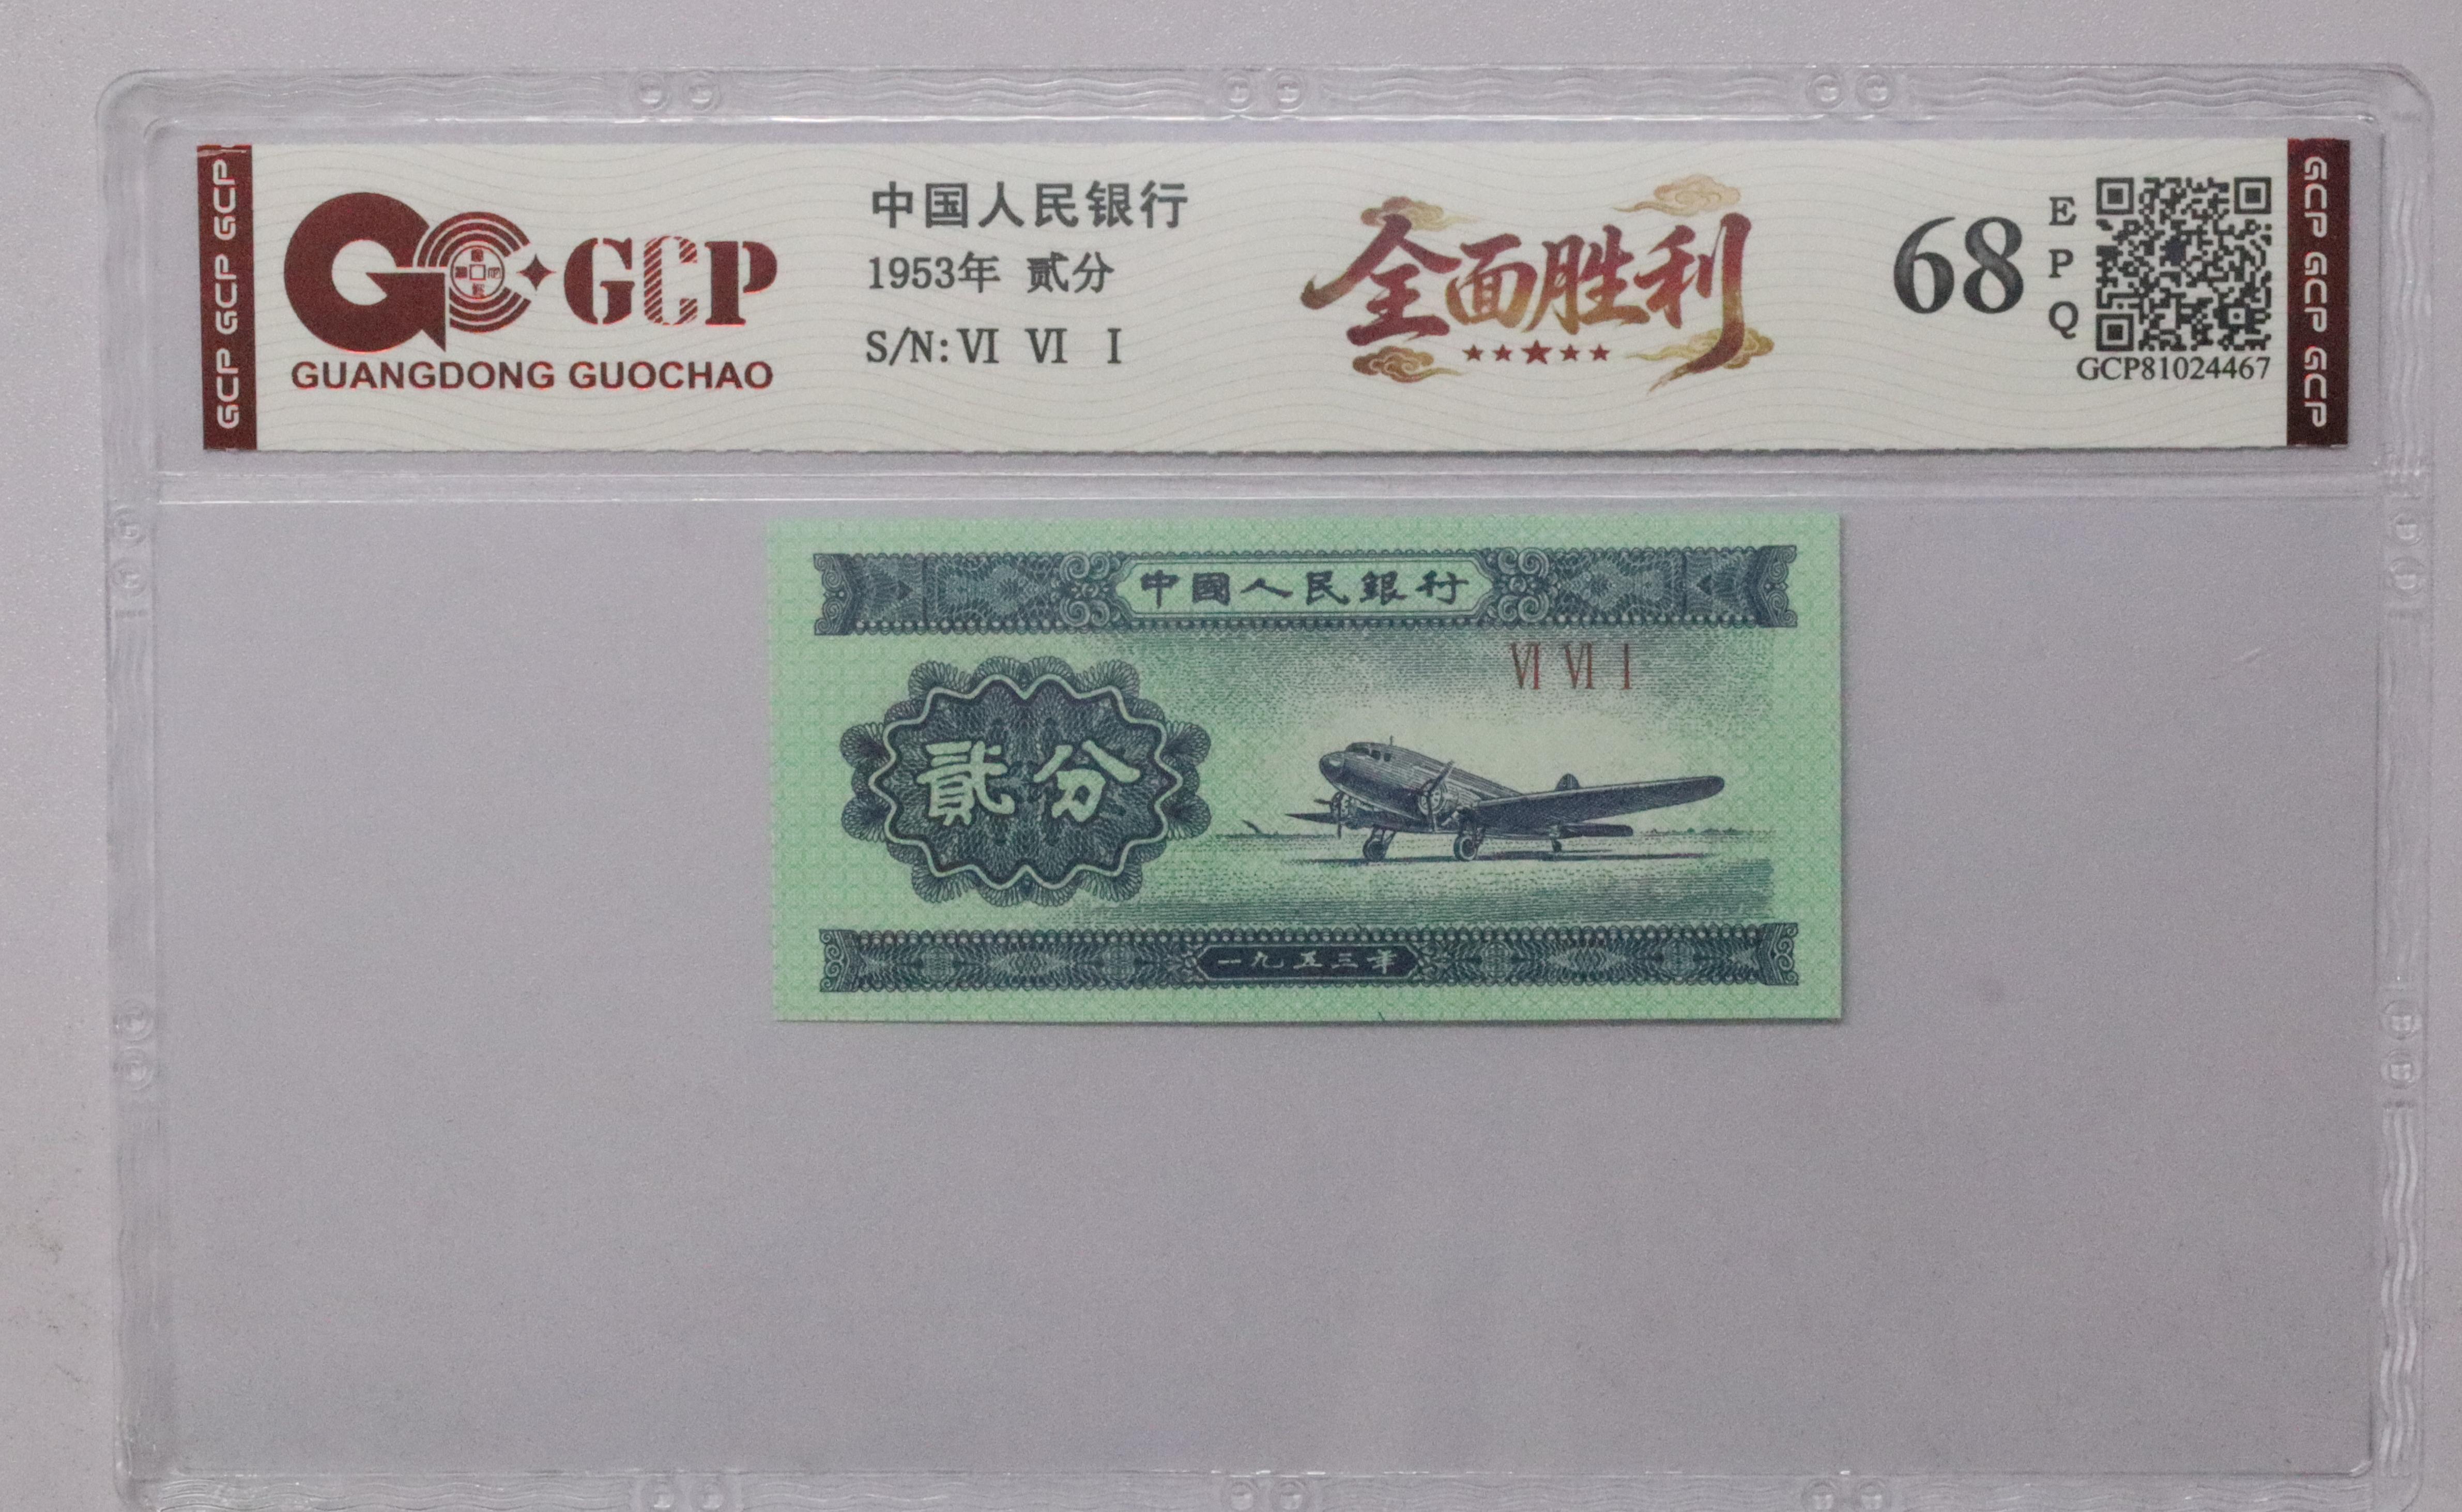 GCP GCP GCP
GCP
GUANGDONG GUOCHAO
中国人民银行
1953年 贰分
S/N: Ⅵ Ⅵ Ⅰ
全面胜利
68
E
P
Q
GCP81024467
GCP GCP GCP
中國人民銀行
Ⅵ Ⅵ Ⅰ
貳分
一九五三年